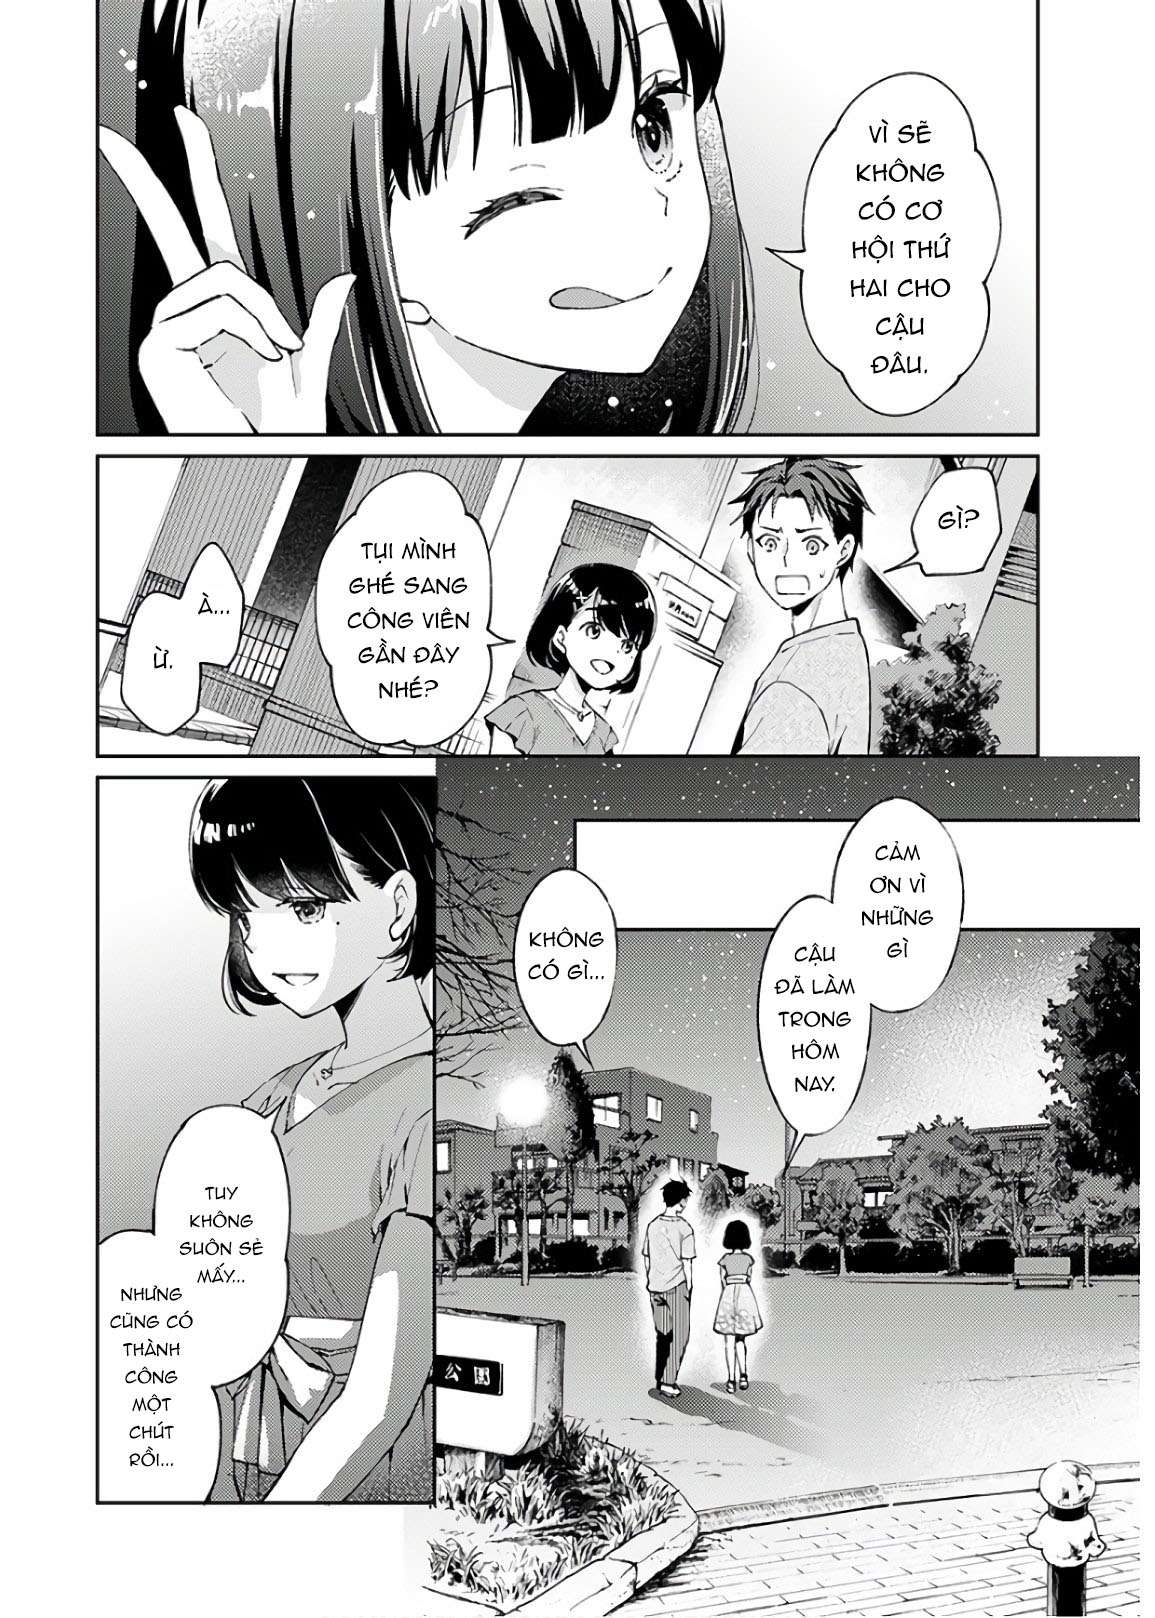 VÌ SẼ
KHÔNG
CÓ CƠ
HỘI THỨ
HAI CHO
CẬU
ĐÂU.
GÌ?
TỤI MÌNH
GHÉ SANG
CÔNG VIÊN
GẦN ĐÂY
NHÉ?
À...
Ừ.
CẢM
ƠN VÌ
NHỮNG
GÌ
CẬU
ĐÃ LÀM
TRONG
HÔM
NAY.
KHÔNG
CÓ GÌ...
公園
TUY
KHÔNG
SUÔN SẺ
MẤY...
NHƯNG
CŨNG CÓ
THÀNH
CÔNG
MỘT
CHÚT
RỒI...